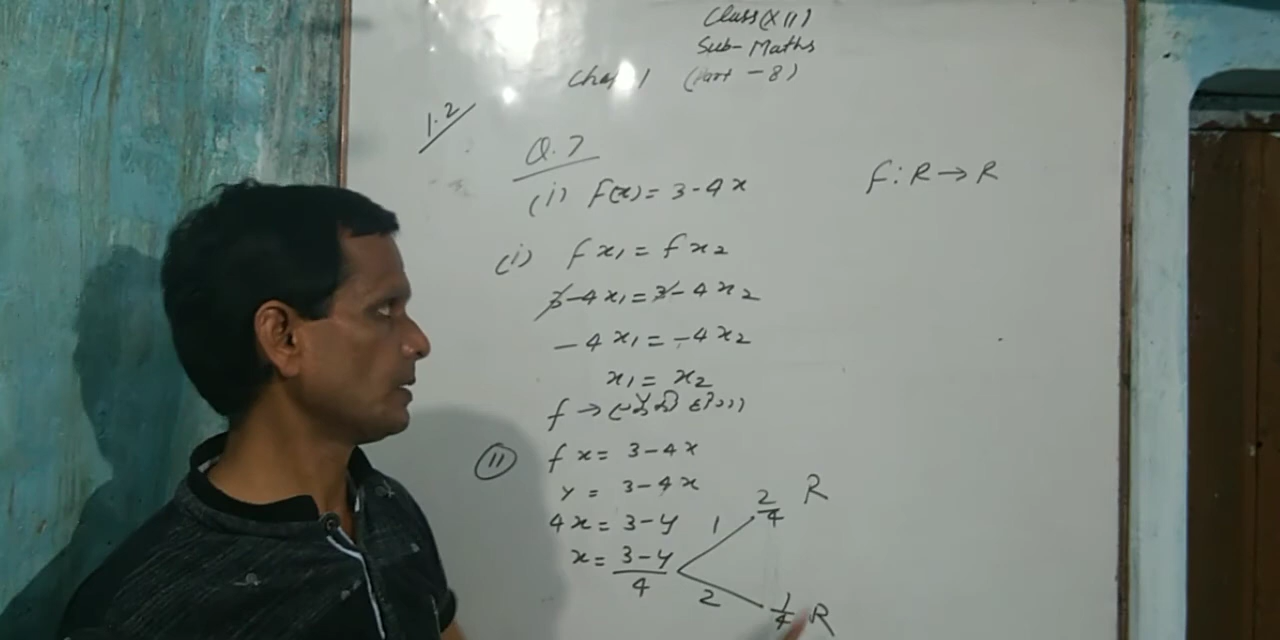 Class (XII)
Sub- Maths
Chap 1 (Part - 8)
1.2
Q.7
(i) f(x) = 3-4x
f: R → R
(i) fx₁ = fx₂
3-4x₁ = 3-4x₂
-4x₁ = -4x₂
x₁ = x₂
f →
(11) fx = 3-4x
y = 3-4x
4x = 3-y
x = (3-y)/4
1 2/4 R
2 1/4 R